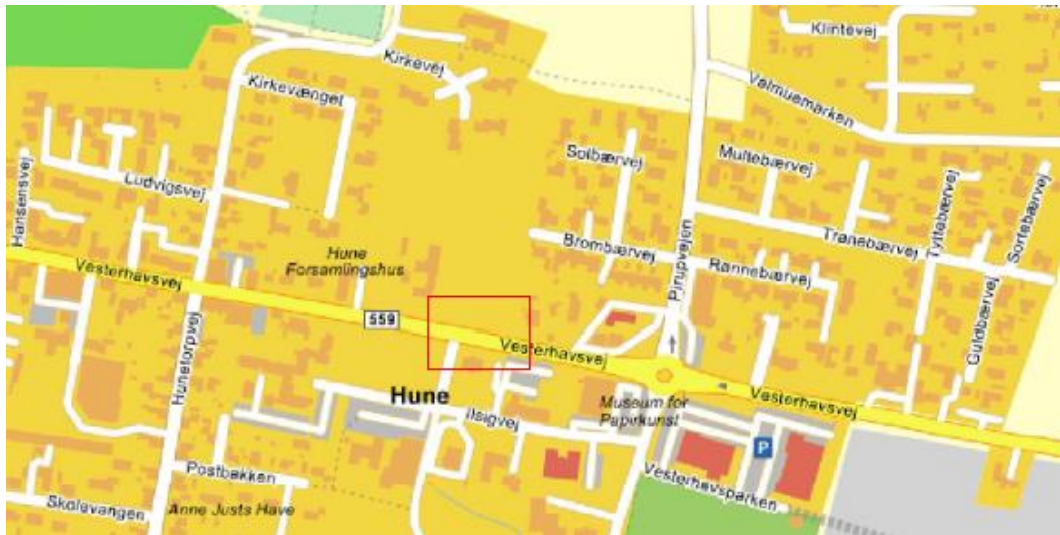 Klintevej
Kirkevej
Valmuemarken
Kirkevænget
Solbærvej
Multebærvej
Ludvigsvej
Hansensvej
Tyttebærvej
Sortebærvej
Brombærvej
Tranebærvej
Hune
Forsamlingshus
Pirupvejen
Rønnebærvej
Vesterhavsvej
559
Hunetorpvej
Vesterhavsvej
Guldbærvej
Hune
Museum for
Papirkunst
Vesterhavsvej
Ilsigvej
P
Postbakken
Vesterhavsparken
Skolevangen
Anne Justs Have